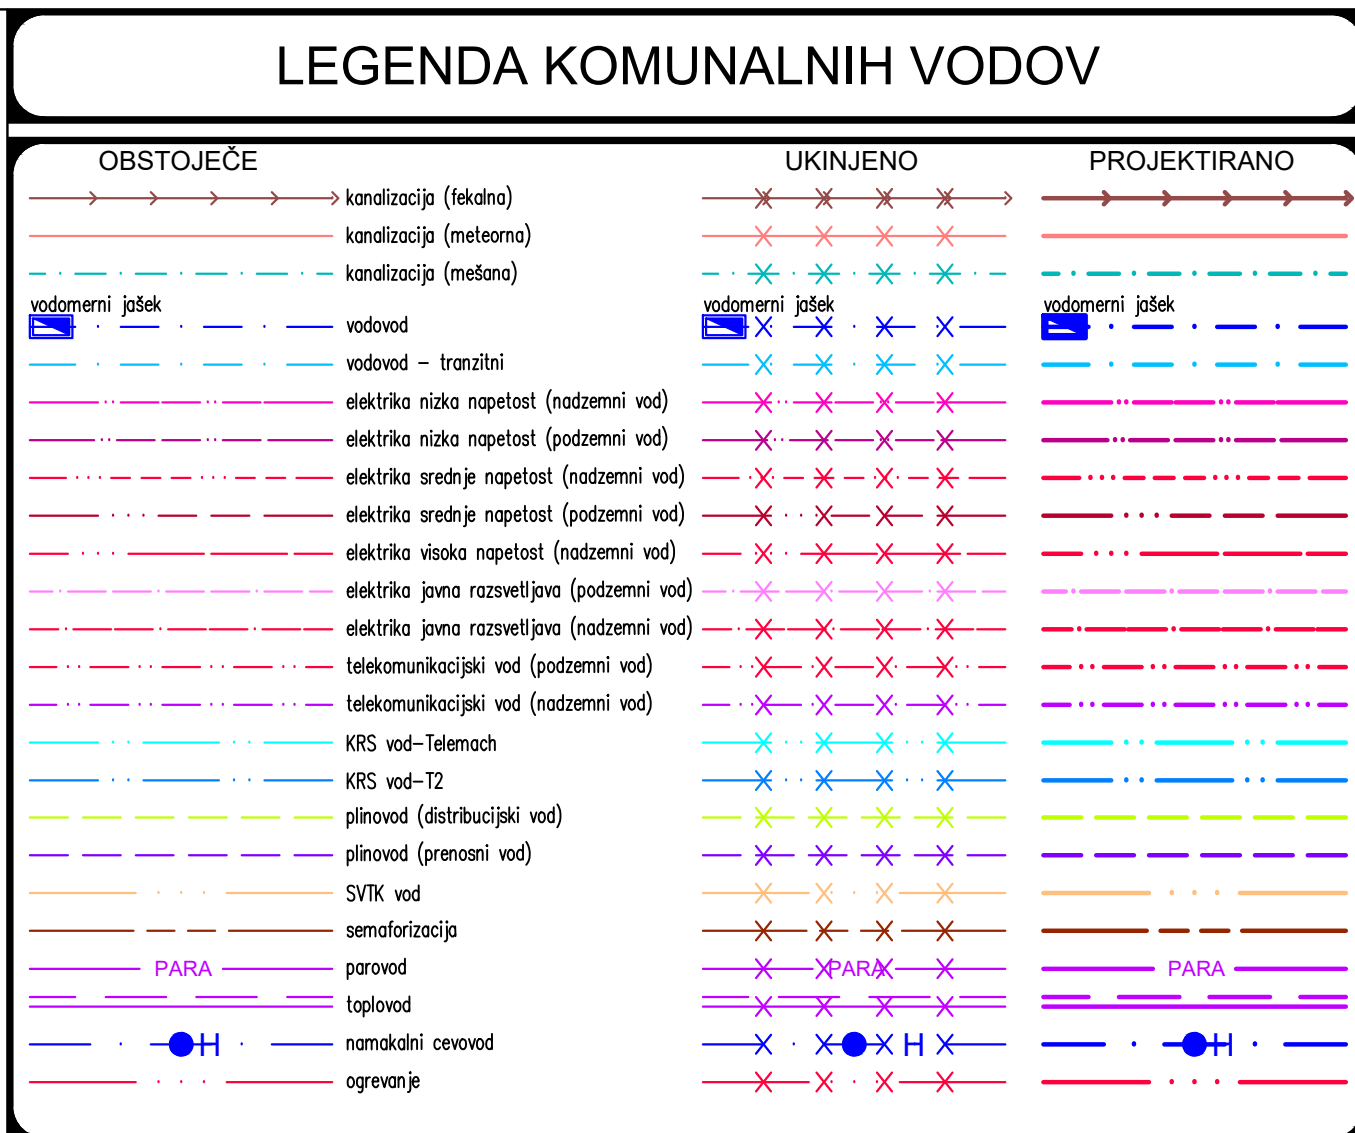 LEGENDA KOMUNALNIH VODOV
OBSTOJEČE UKINJENO PROJEKTIRANO
kanalizacija (fekalna)
kanalizacija (meteorna)
kanalizacija (mešana)
vodomerni jašek vodomerni jašek vodomerni jašek
vodovod
vodovod - tranzitni
elektrika nizka napetost (nadzemni vod)
elektrika nizka napetost (podzemni vod)
elektrika srednje napetost (nadzemni vod)
elektrika srednje napetost (podzemni vod)
elektrika visoka napetost (nadzemni vod)
elektrika javna razsvetljava (podzemni vod)
elektrika javna razsvetljava (nadzemni vod)
telekomunikacijski vod (podzemni vod)
telekomunikacijski vod (nadzemni vod)
KRS vod-Telemach
KRS vod-T2
plinovod (distribucijski vod)
plinovod (prenosni vod)
SVTK vod
semaforizacija
PARA parovod PARA PARA
toplovod
H namakalni cevovod H H
ogrevanje